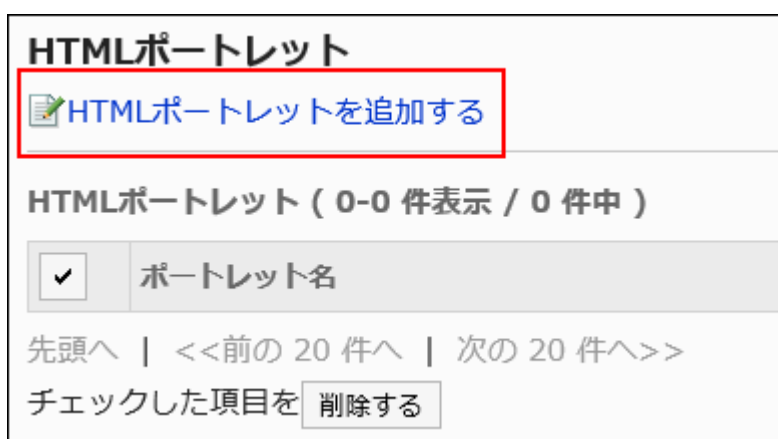 HTMLポートレット
HTMLポートレットを追加する
HTMLポートレット ( 0-0 件表示 / 0 件中 )
ポートレット名
先頭へ | <<前の 20 件へ | 次の 20 件へ>>
チェックした項目を 削除する